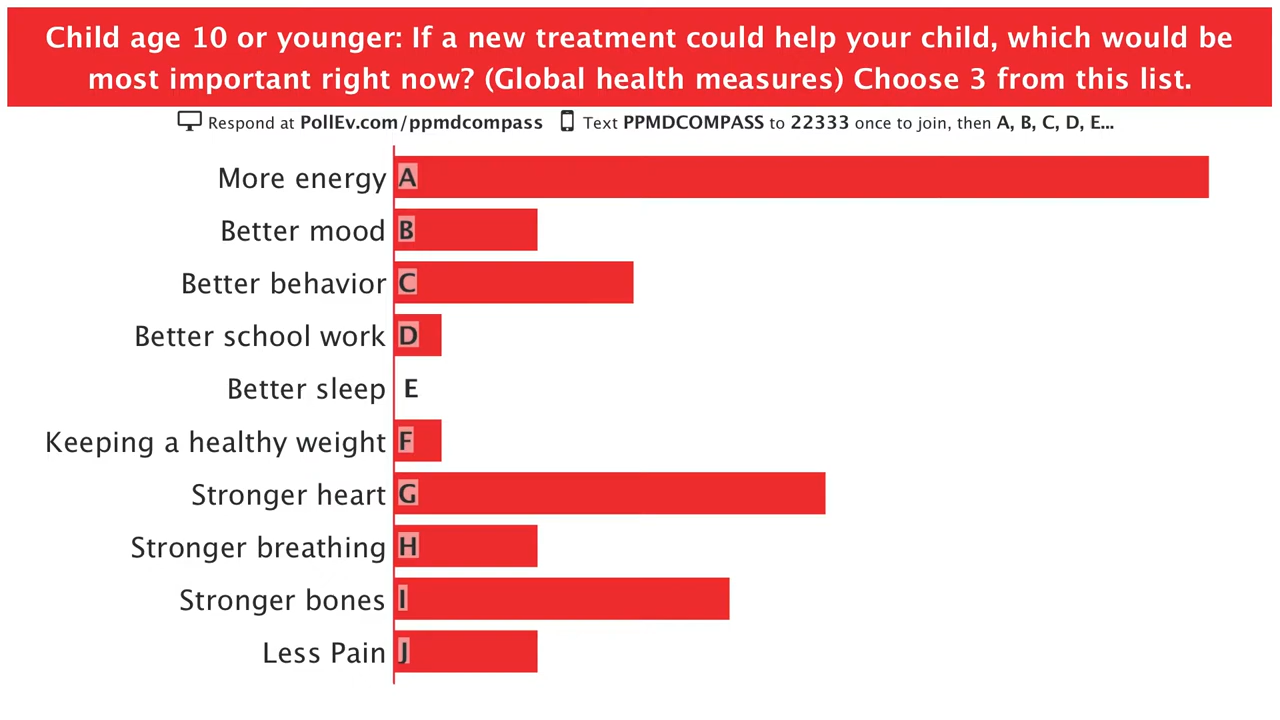 Child age 10 or younger: If a new treatment could help your child, which would be
most important right now? (Global health measures) Choose 3 from this list.
Respond at PollEv.com/ppmdcompass Text PPMDCOMPASS to 22333 once to join, then A, B, C, D, E...
More energy A
Better mood B
Better behavior C
Better school work D
Better sleep E
Keeping a healthy weight F
Stronger heart G
Stronger breathing H
Stronger bones I
Less Pain J